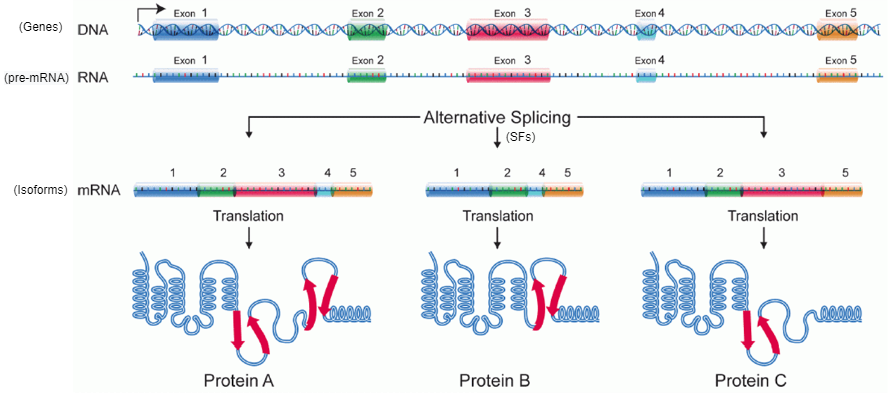 Exon 1 Exon 2 Exon 3 Exon 4 Exon 5
(Genes) DNA
Exon 1 Exon 2 Exon 3 Exon 4 Exon 5
(pre-mRNA) RNA
Alternative Splicing
(SFs)
1 2 3 4 5 1 2 4 5 1 2 3 5
(Isoforms) mRNA
Translation Translation Translation
Protein A Protein B Protein C